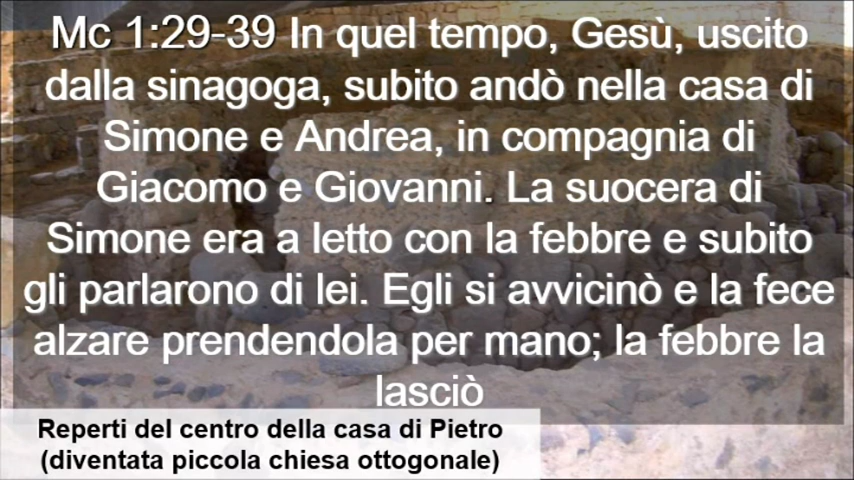 Mc 1:29-39 In quel tempo, Gesù, uscito
dalla sinagoga, subito andò nella casa di
Simone e Andrea, in compagnia di
Giacomo e Giovanni. La suocera di
Simone era a letto con la febbre e subito
gli parlarono di lei. Egli si avvicinò e la fece
alzare prendendola per mano; la febbre la
lasciò
Reperti del centro della casa di Pietro
(diventata piccola chiesa ottogonale)